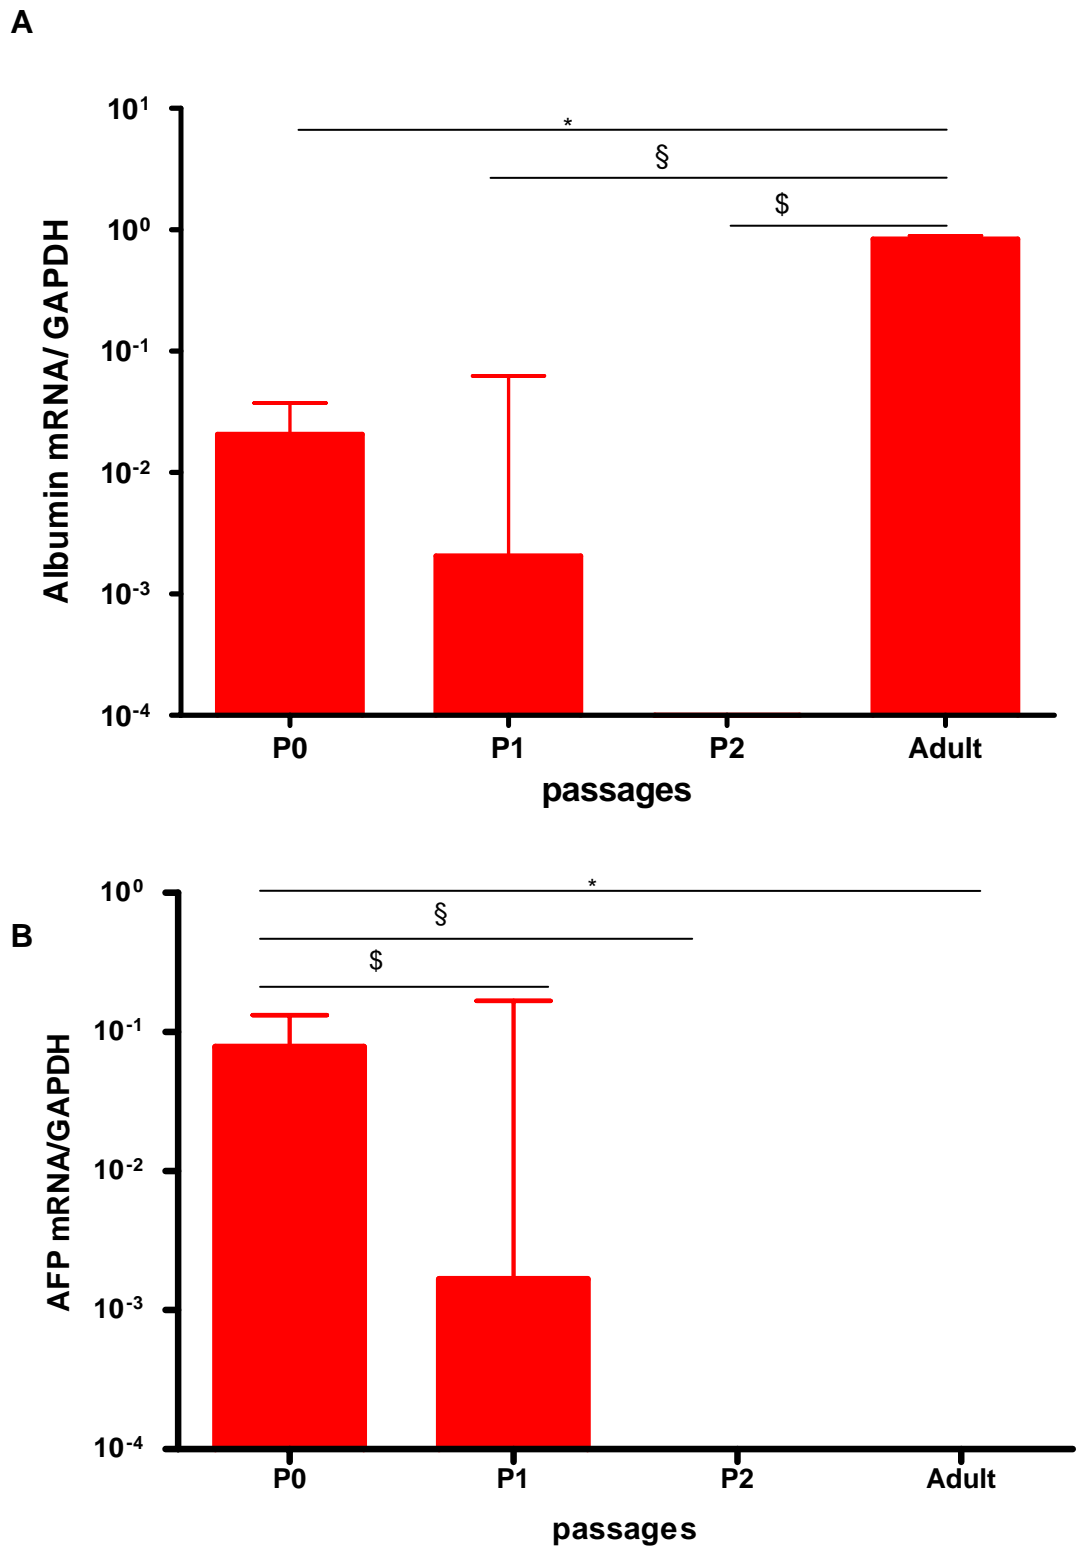 A
10¹
*
§
$
10⁰
10⁻¹
10⁻²
10⁻³
10⁻⁴
Albumin mRNA/ GAPDH
P0 P1 P2 Adult
passages
B
10⁰
*
§
$
10⁻¹
10⁻²
10⁻³
10⁻⁴
AFP mRNA/GAPDH
P0 P1 P2 Adult
passages